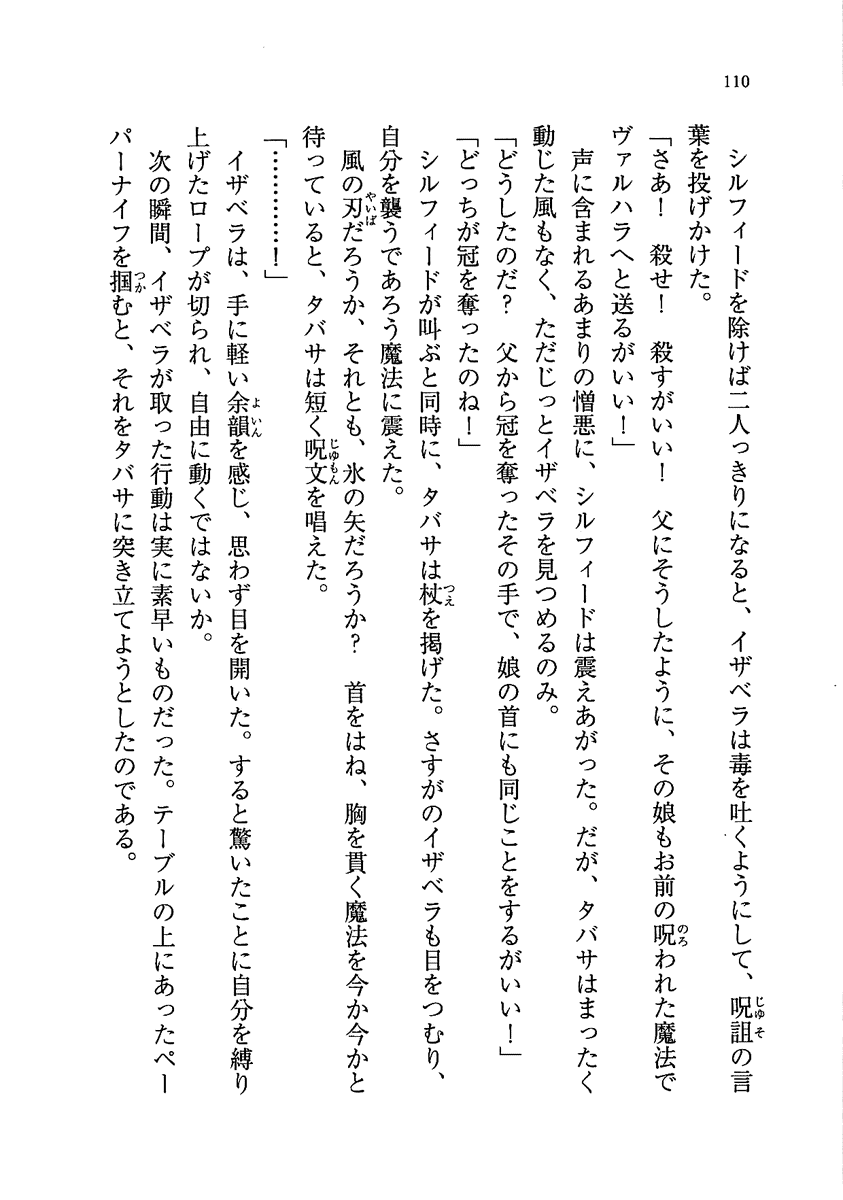 110
シルフィードを除けば二人っきりになると、イザベラは毒を吐くようにして、呪詛の言
葉を投げかけた。
「さあ！　殺せ！　殺すがいい！　父にそうしたように、その娘もお前の呪われた魔法で
ヴァルハラへと送るがいい！」
声に含まれるあまりの憎悪に、シルフィードは震えあがった。だが、タバサはまったく
動じた風もなく、ただじっとイザベラを見つめるのみ。
「どうしたのだ？　父から冠を奪ったその手で、娘の首にも同じことをするがいい！」
「どっちが冠を奪ったのね！」
シルフィードが叫ぶと同時に、タバサは杖を掲げた。さすがのイザベラも目をつむり、
自分を襲うであろう魔法に震えた。
風の刃だろうか、それとも、氷の矢だろうか？　首をはね、胸を貫く魔法を今か今かと
待っていると、タバサは短く呪文を唱えた。
「…………！」
イザベラは、手に軽い余韻を感じ、思わず目を開いた。すると驚いたことに自分を縛り
上げたロープが切られ、自由に動くではないか。
次の瞬間、イザベラが取った行動は実に素早いものだった。テーブルの上にあったペー
パーナイフを掴むと、それをタバサに突き立てようとしたのである。